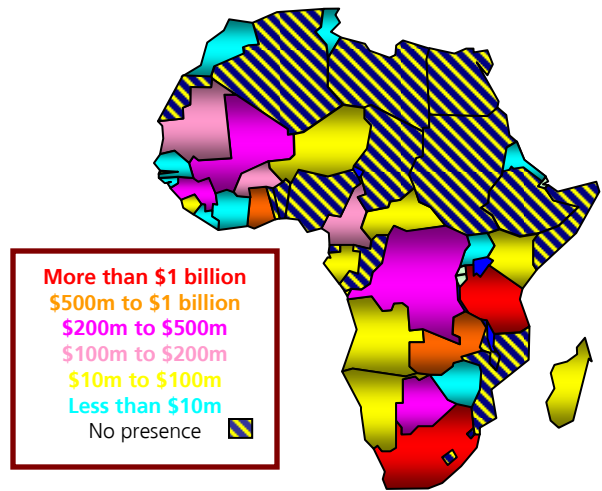 More than $1 billion
$500m to $1 billion
$200m to $500m
$100m to $200m
$10m to $100m
Less than $10m
No presence